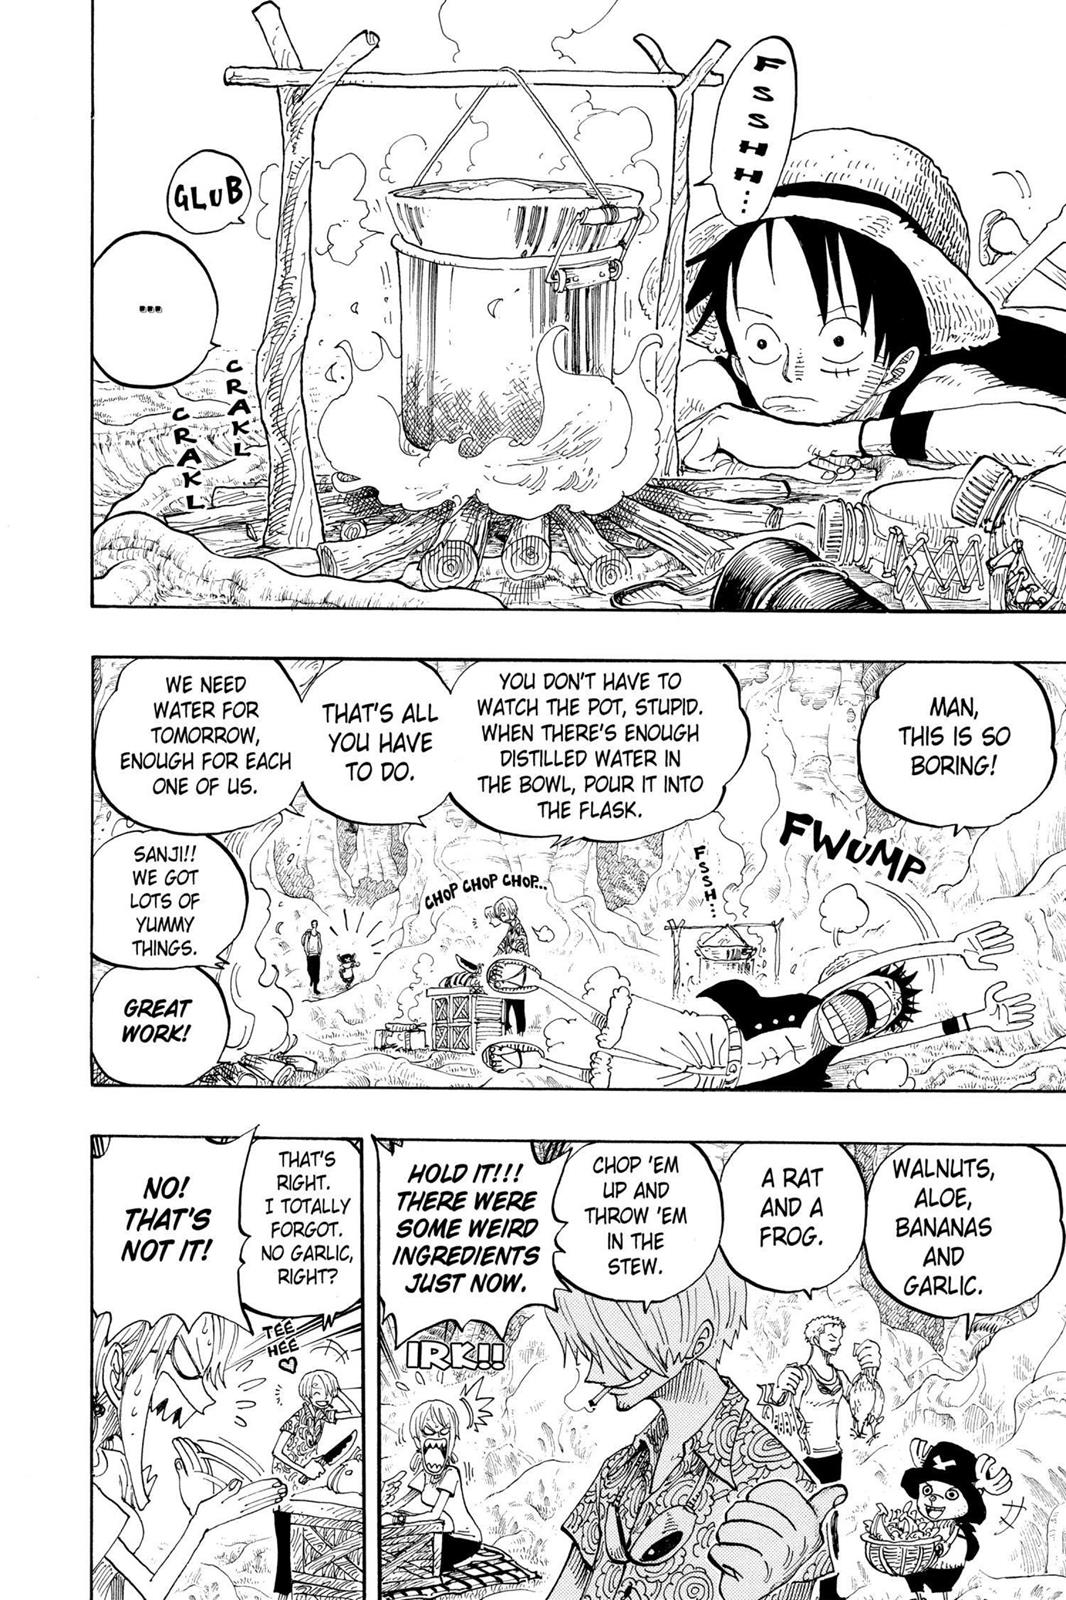 FSSHH...
GLUB
...
CRAKL
CRAKL
MAN,
THIS IS SO
BORING!
FWUMP
YOU DON'T HAVE TO
WATCH THE POT, STUPID.
WHEN THERE'S ENOUGH
DISTILLED WATER IN
THE BOWL, POUR IT INTO
THE FLASK.
THAT'S ALL
YOU HAVE
TO DO.
WE NEED
WATER FOR
TOMORROW,
ENOUGH FOR EACH
ONE OF US.
FSSH...
CHOP CHOP CHOP...
SANJI!!
WE GOT
LOTS OF
YUMMY
THINGS.
GREAT
WORK!
WALNUTS,
ALOE,
BANANAS
AND
GARLIC.
A RAT
AND A
FROG.
CHOP 'EM
UP AND
THROW 'EM
IN THE
STEW.
HOLD IT!!!
THERE WERE
SOME WEIRD
INGREDIENTS
JUST NOW.
IRK!!
THAT'S
RIGHT.
I TOTALLY
FORGOT.
NO GARLIC,
RIGHT?
TEE
HEE
NO!
THAT'S
NOT IT!